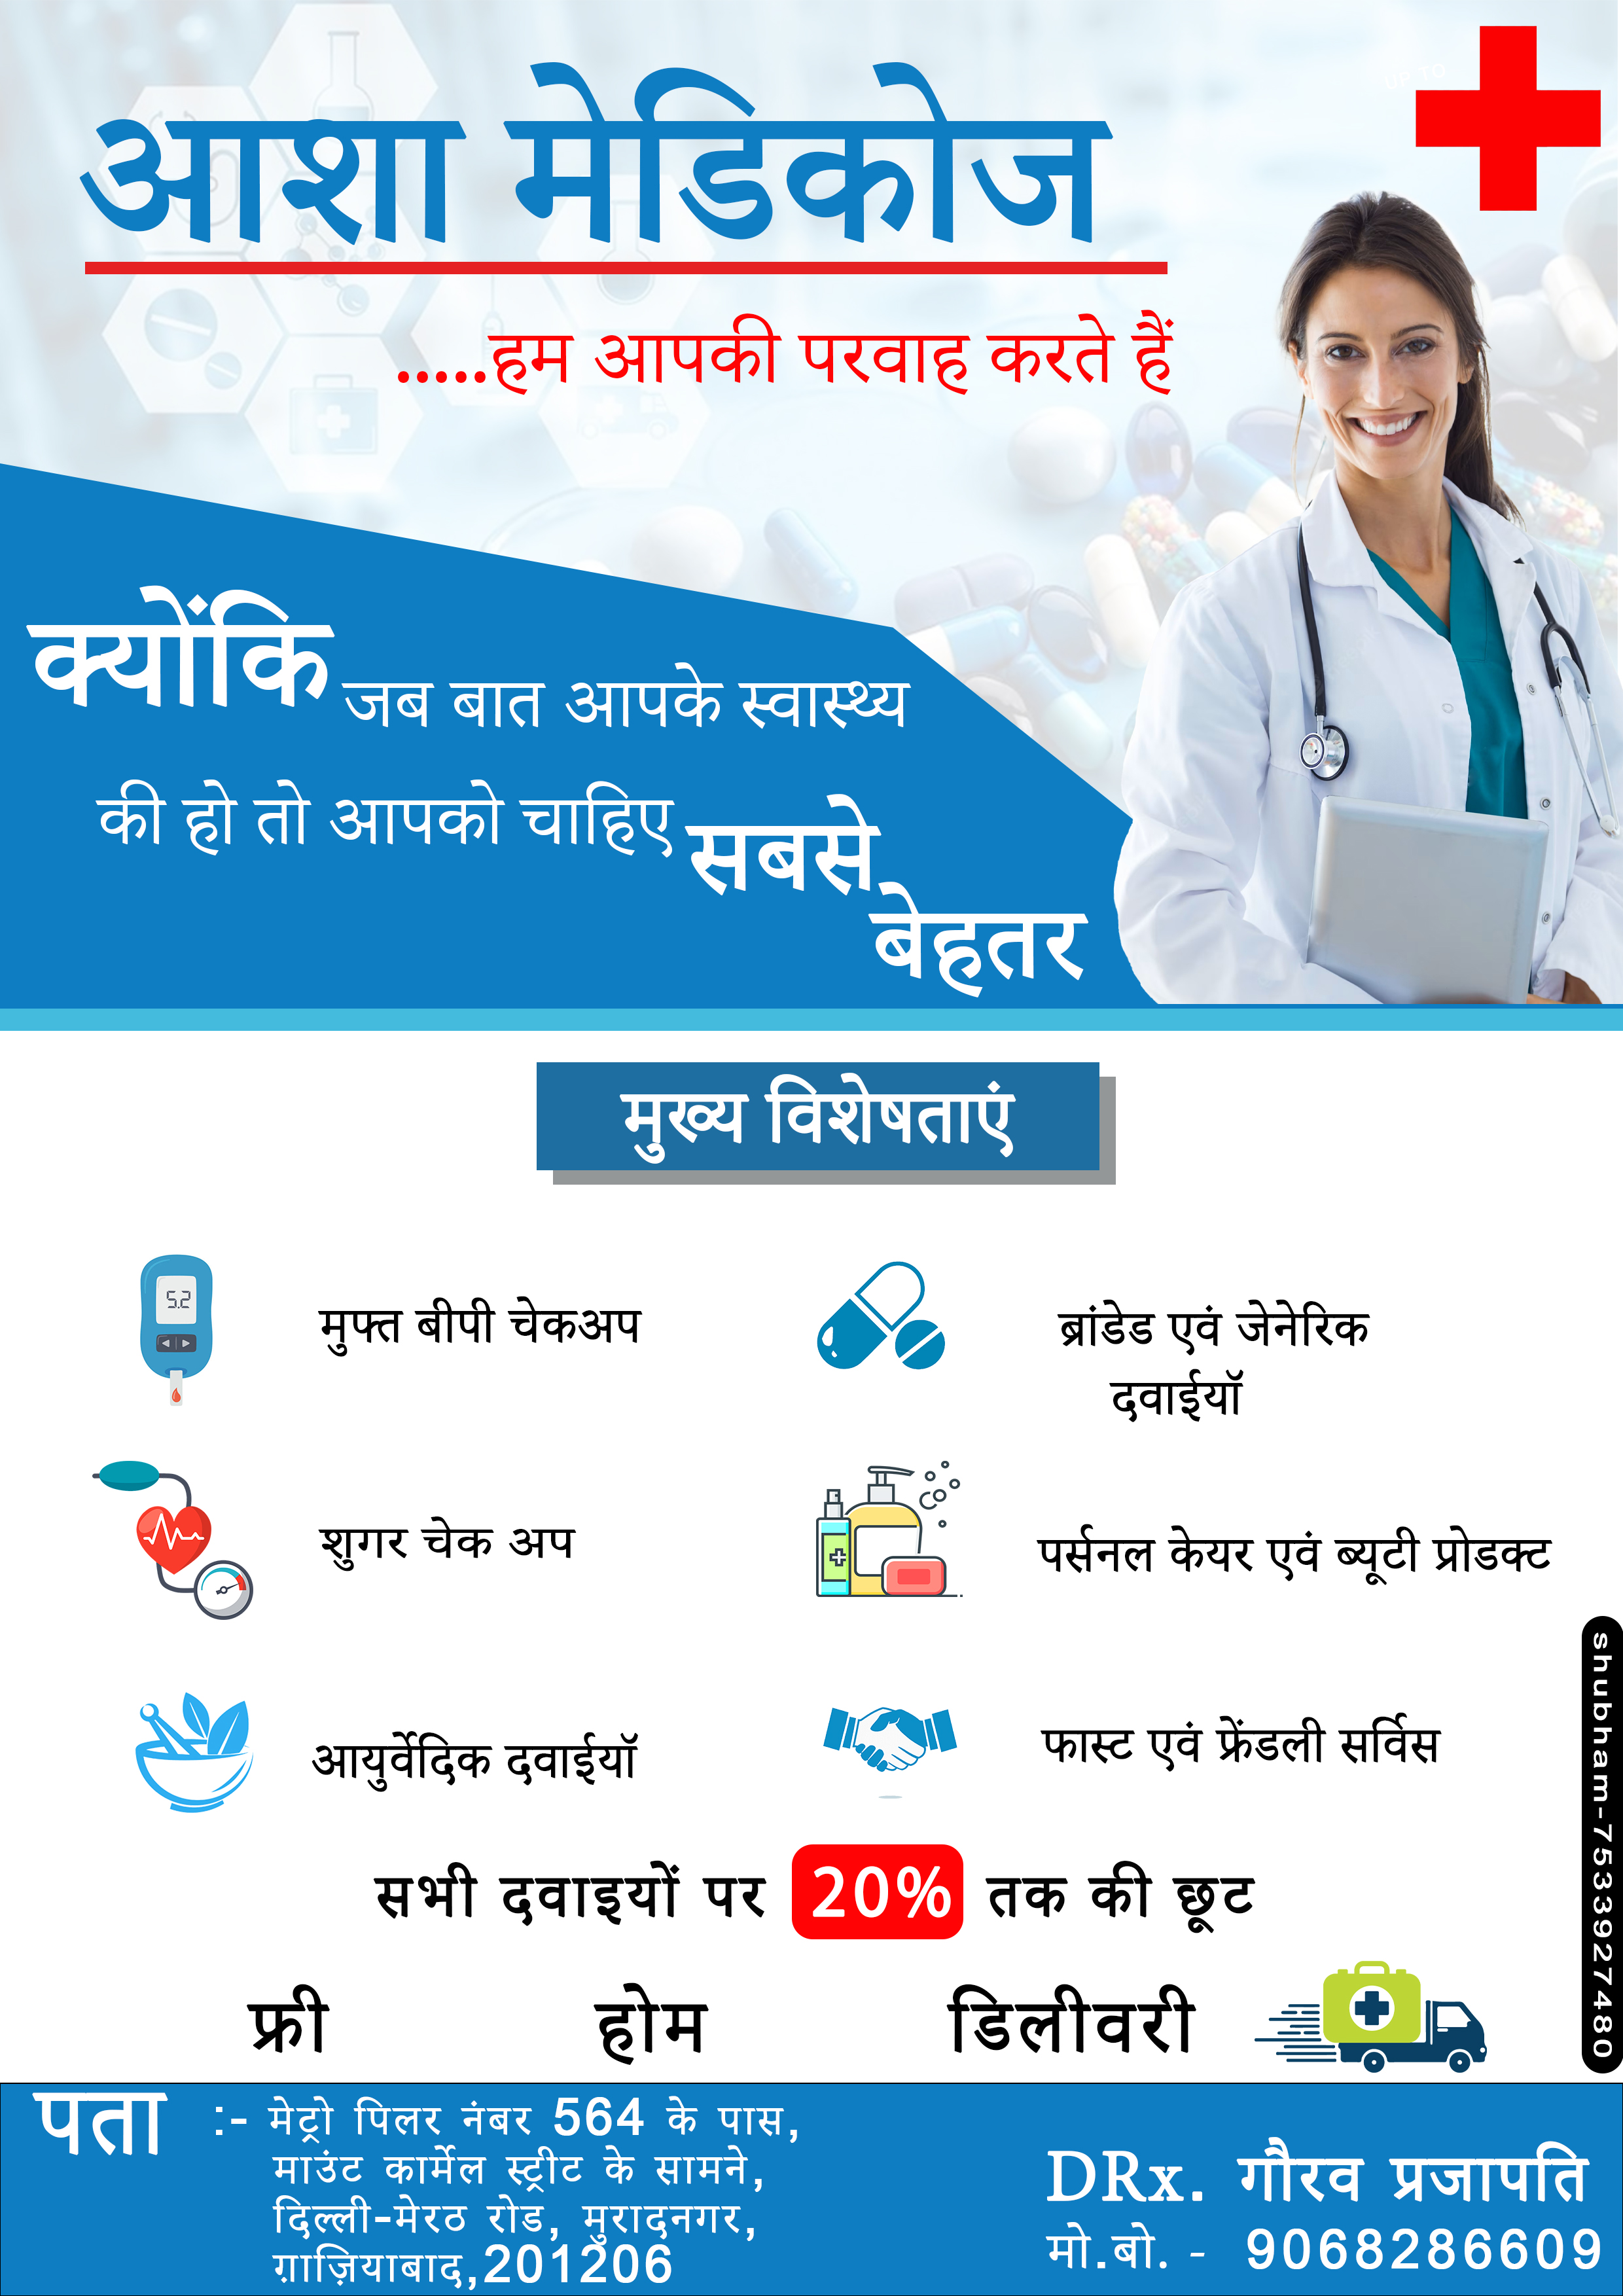 UP TO
आशा मेडिकोज
.....हम आपकी परवाह करते हैं
क्योंकि जब बात आपके स्वास्थ्य
की हो तो आपको चाहिए सबसे
बेहतर
मुख्य विशेषताएं
5.2
मुफ्त बीपी चेकअप
ब्रांडेड एवं जेनेरिक
दवाईयॉ
शुगर चेक अप
पर्सनल केयर एवं ब्यूटी प्रोडक्ट
आयुर्वेदिक दवाईयॉ
फास्ट एवं फ्रेंडली सर्विस
सभी दवाइयों पर 20% तक की छूट
फ्री होम डिलीवरी
shubham-7533927480
पता :- मेट्रो पिलर नंबर 564 के पास,
माउंट कार्मेल स्ट्रीट के सामने,
दिल्ली-मेरठ रोड, मुरादनगर,
ग़ाज़ियाबाद,201206
DRx. गौरव प्रजापति
मो.बो. - 9068286609